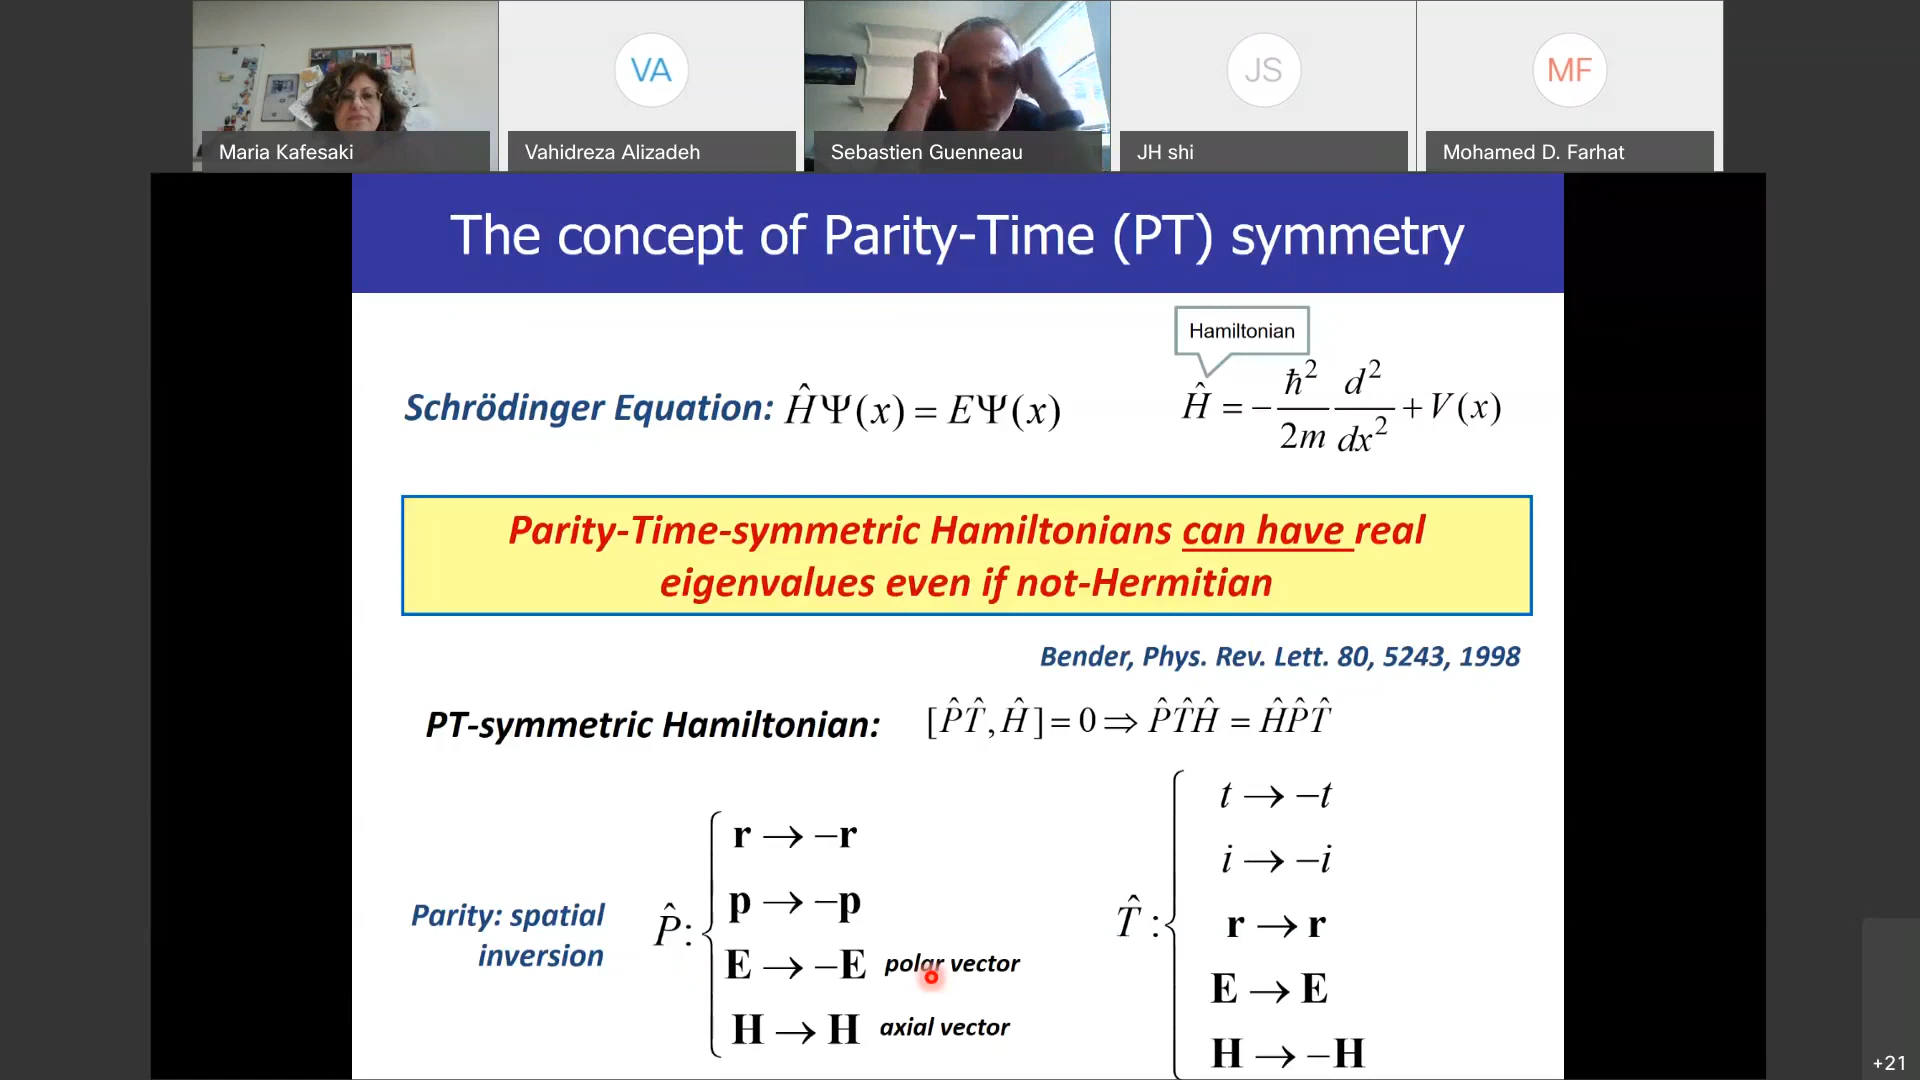 VA
JS
MF
Maria Kafesaki
Vahidreza Alizadeh
Sebastien Guenneau
JH shi
Mohamed D. Farhat
The concept of Parity-Time (PT) symmetry
Hamiltonian
Schrödinger Equation: ĤΨ(x) = EΨ(x)
Ĥ = −ħ²/2m d²/dx² + V(x)
Parity-Time-symmetric Hamiltonians can have real
eigenvalues even if not-Hermitian
Bender, Phys. Rev. Lett. 80, 5243, 1998
PT-symmetric Hamiltonian: [P̂T̂, Ĥ] = 0 ⇒ P̂T̂Ĥ = ĤP̂T̂
Parity: spatial
inversion
P̂:
r → −r
p → −p
E → −E polar vector
H → H axial vector
T̂:
t → −t
i → −i
r → r
E → E
H → −H
+21